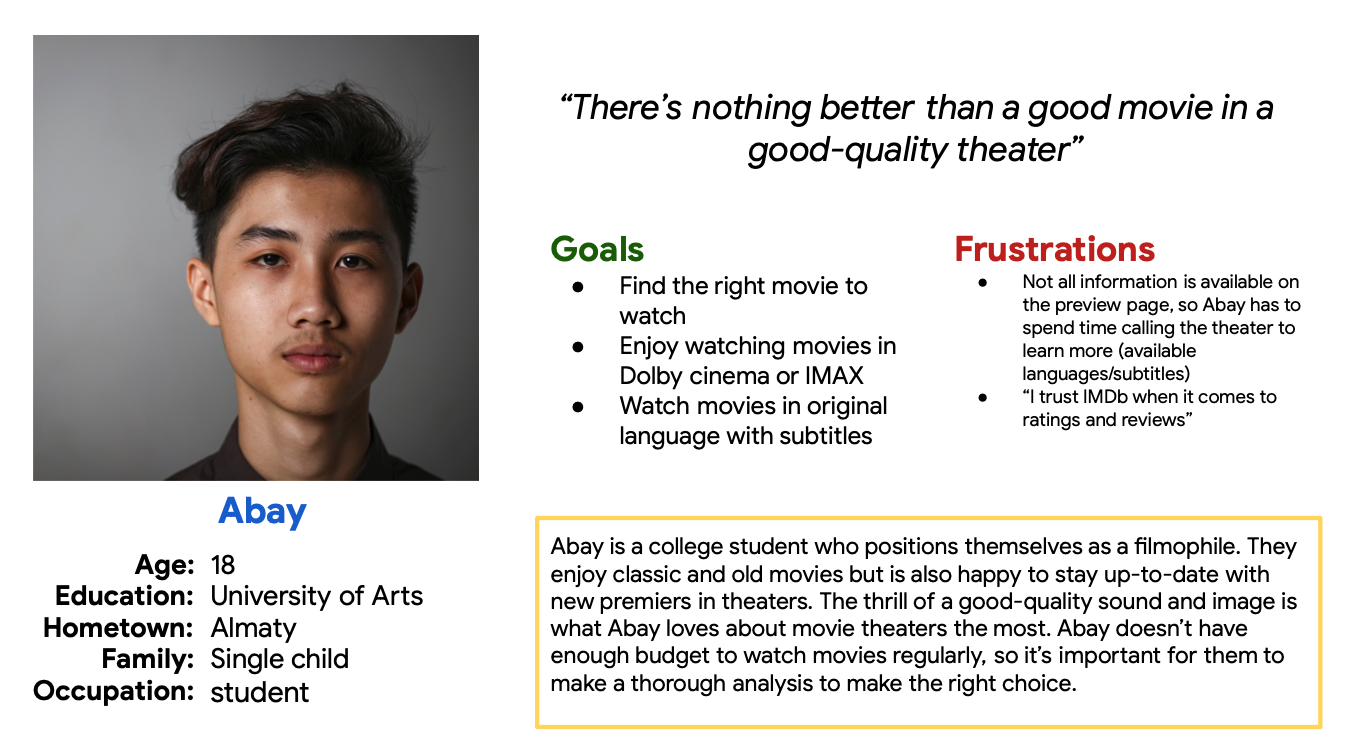 “There’s nothing better than a good movie in a
good-quality theater”
Goals
● Find the right movie to
watch
● Enjoy watching movies in
Dolby cinema or IMAX
● Watch movies in original
language with subtitles
Frustrations
● Not all information is available on
the preview page, so Abay has to
spend time calling the theater to
learn more (available
languages/subtitles)
● “I trust IMDb when it comes to
ratings and reviews”
Abay
Age: 18
Education: University of Arts
Hometown: Almaty
Family: Single child
Occupation: student
Abay is a college student who positions themselves as a filmophile. They
enjoy classic and old movies but is also happy to stay up-to-date with
new premiers in theaters. The thrill of a good-quality sound and image is
what Abay loves about movie theaters the most. Abay doesn’t have
enough budget to watch movies regularly, so it’s important for them to
make a thorough analysis to make the right choice.